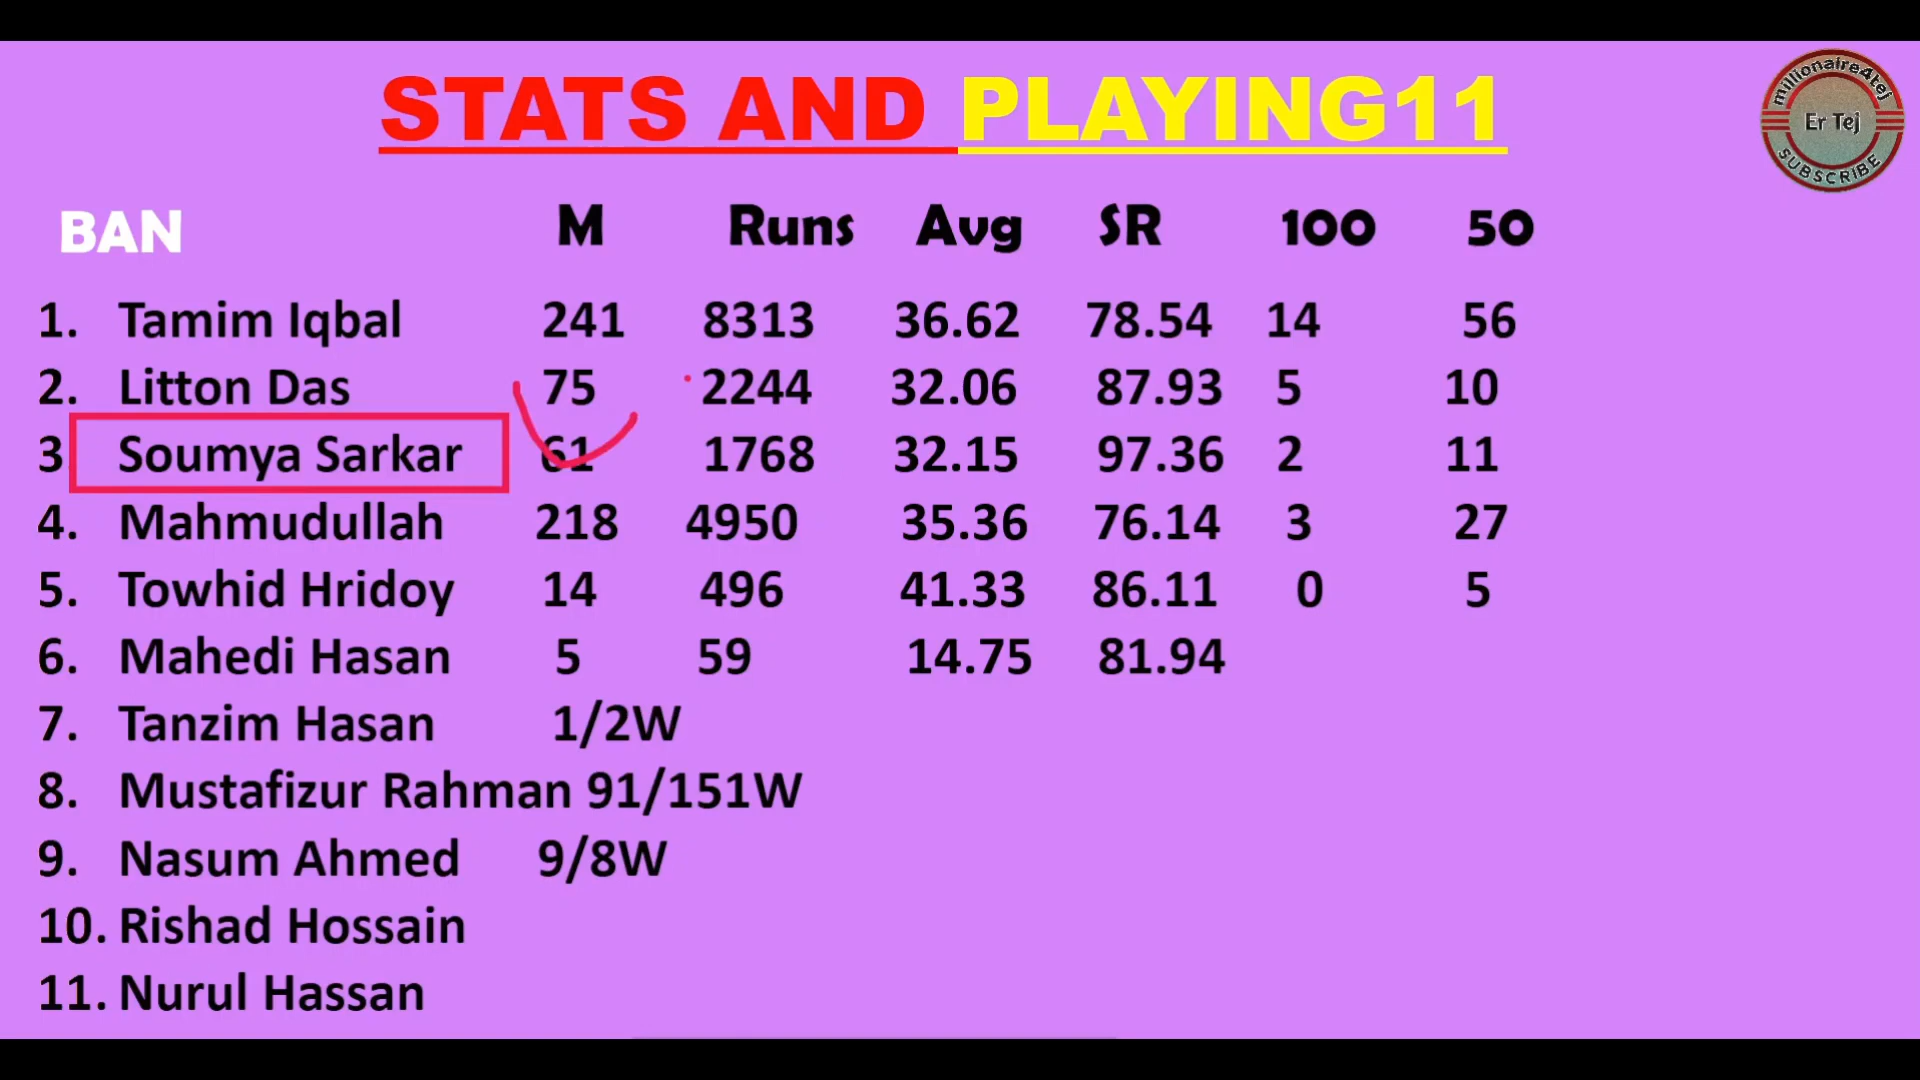 STATS AND PLAYING11
millionaire4tej
Er Tej
SUBSCRIBE
BAN M Runs Avg SR 100 50
1. Tamim Iqbal 241 8313 36.62 78.54 14 56
2. Litton Das 75 2244 32.06 87.93 5 10
3 Soumya Sarkar 61 1768 32.15 97.36 2 11
4. Mahmudullah 218 4950 35.36 76.14 3 27
5. Towhid Hridoy 14 496 41.33 86.11 0 5
6. Mahedi Hasan 5 59 14.75 81.94
7. Tanzim Hasan 1/2W
8. Mustafizur Rahman 91/151W
9. Nasum Ahmed 9/8W
10. Rishad Hossain
11. Nurul Hassan